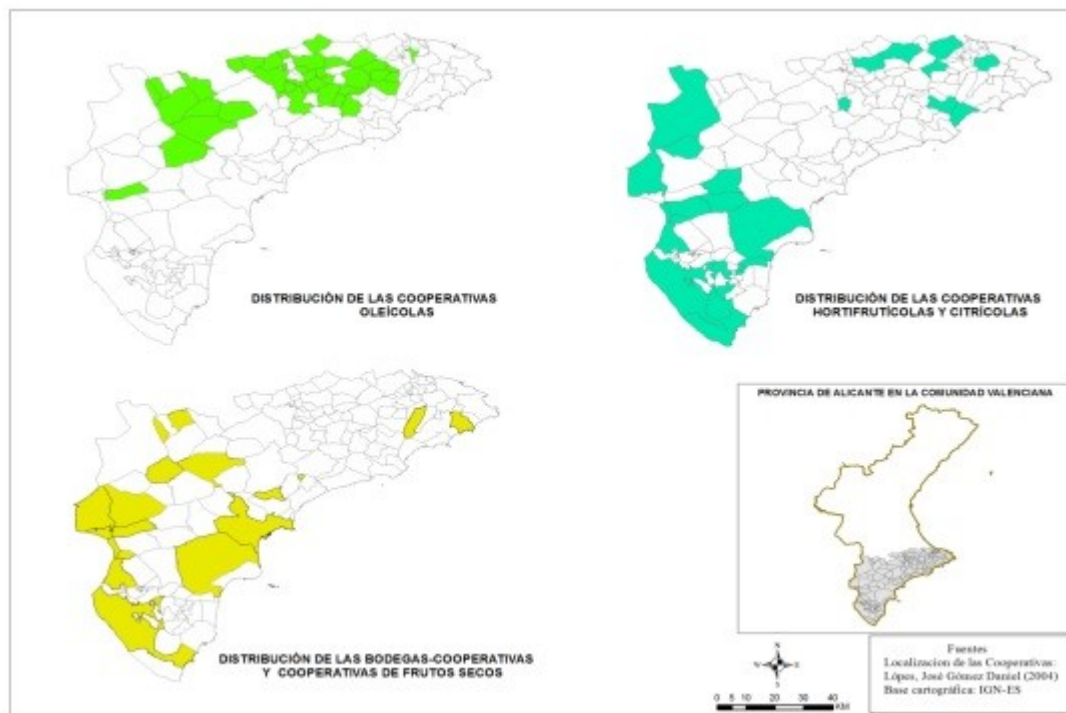 DISTRIBUCIÓN DE LAS COOPERATIVAS
OLEÍCOLAS
DISTRIBUCIÓN DE LAS COOPERATIVAS
HORTIFRUTÍCOLAS Y CITRÍCOLAS
DISTRIBUCIÓN DE LAS BODEGAS-COOPERATIVAS
Y COOPERATIVAS DE FRUTOS SECOS
PROVINCIA DE ALICANTE EN LA COMUNIDAD VALENCIANA
N
W E
S
0 5 10 20 30 40
KM
Fuentes
Localizacion de las Cooperativas:
Lópes, José Gómez Daniel (2004)
Base cartográfica: IGN-ES